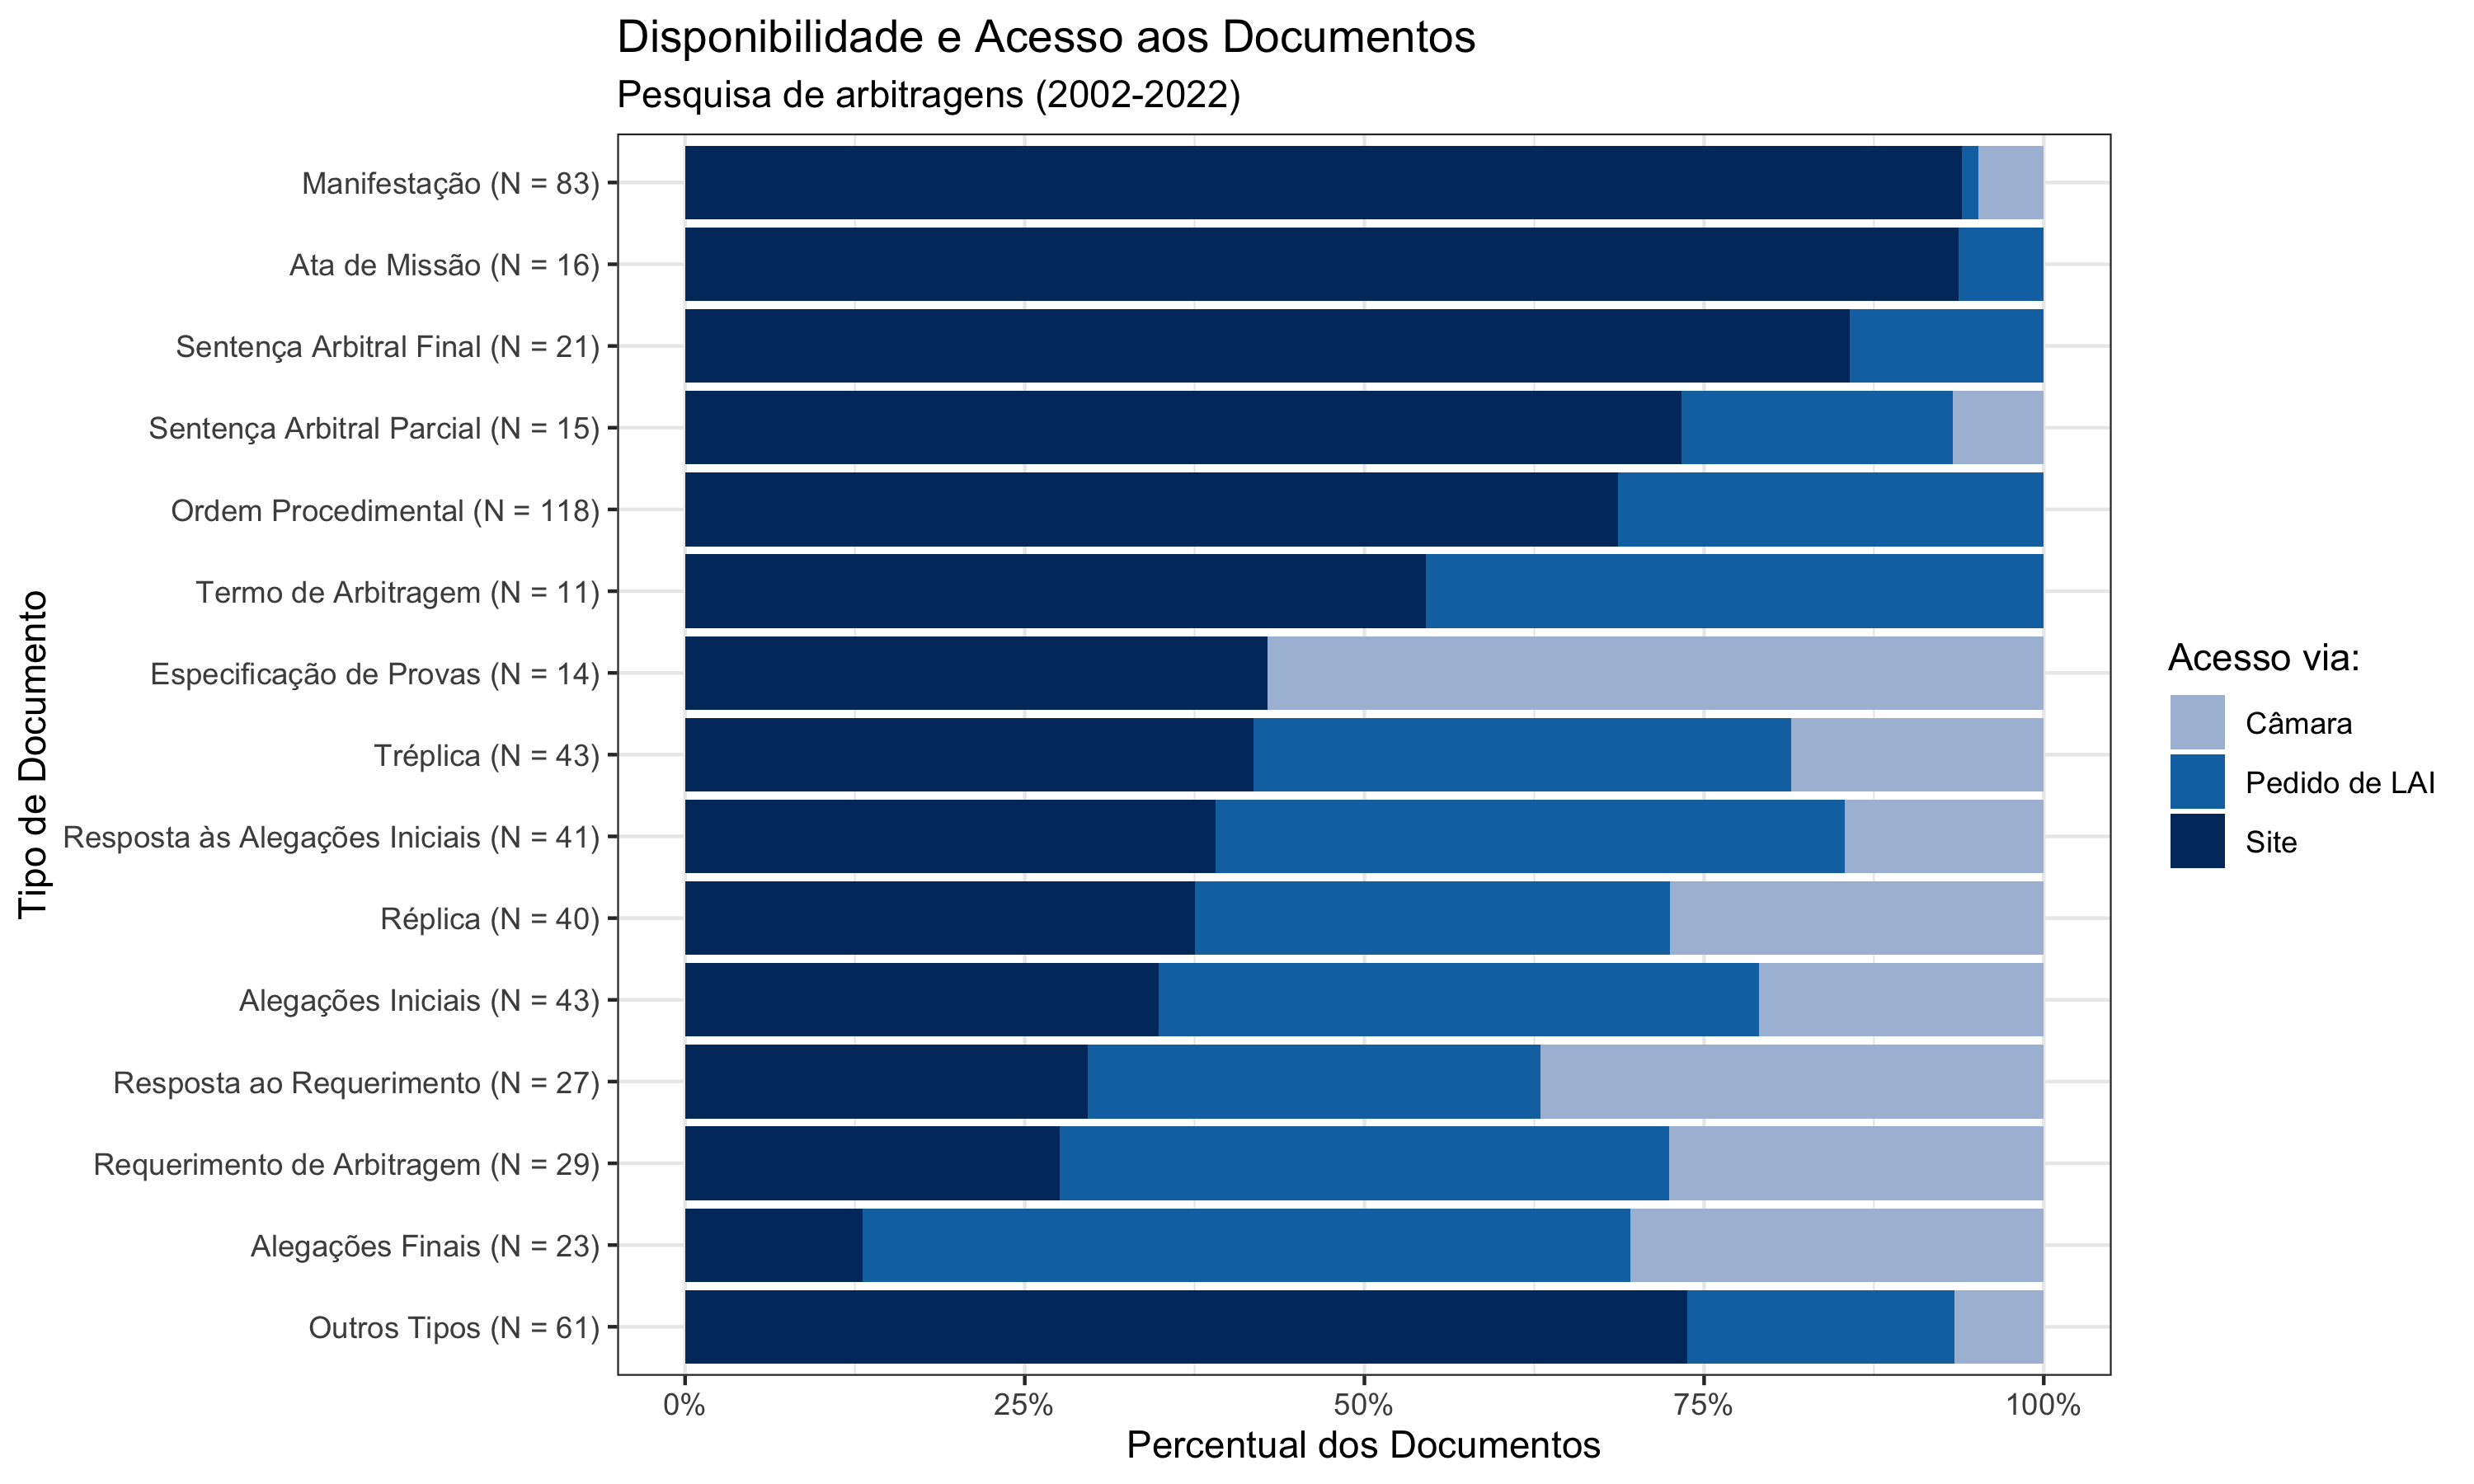 Disponibilidade e Acesso aos Documentos
Pesquisa de arbitragens (2002-2022)
Tipo de Documento
Manifestação (N = 83)
Ata de Missão (N = 16)
Sentença Arbitral Final (N = 21)
Sentença Arbitral Parcial (N = 15)
Ordem Procedimental (N = 118)
Termo de Arbitragem (N = 11)
Especificação de Provas (N = 14)
Tréplica (N = 43)
Resposta às Alegações Iniciais (N = 41)
Réplica (N = 40)
Alegações Iniciais (N = 43)
Resposta ao Requerimento (N = 27)
Requerimento de Arbitragem (N = 29)
Alegações Finais (N = 23)
Outros Tipos (N = 61)
0% 25% 50% 75% 100%
Percentual dos Documentos
Acesso via:
Câmara
Pedido de LAI
Site